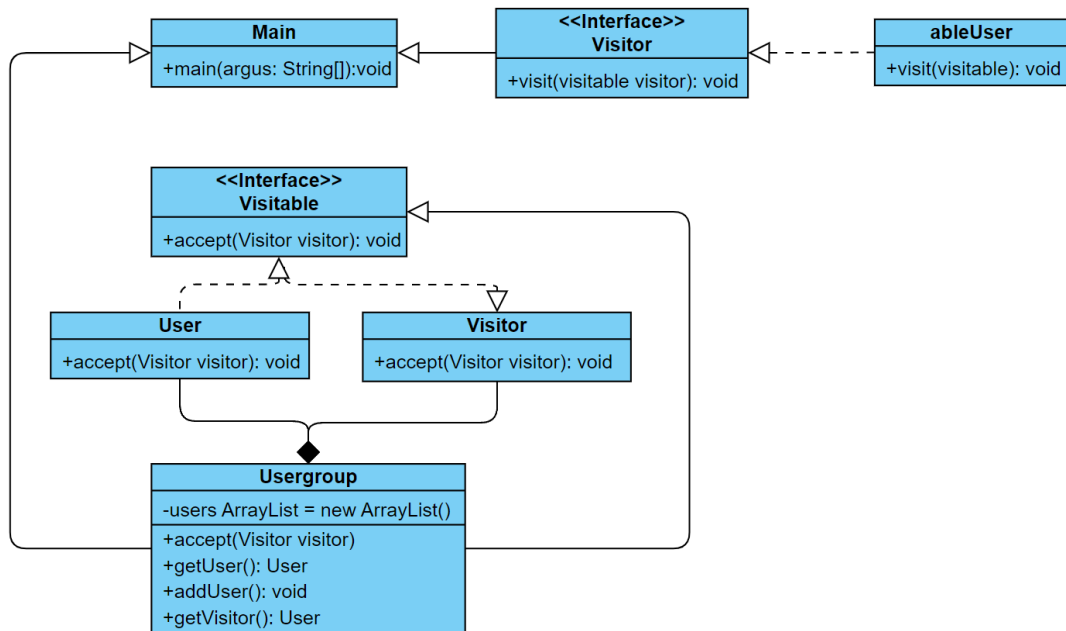 Main
+main(argus: String[]):void
<<Interface>>
Visitor
+visit(visitable visitor): void
ableUser
+visit(visitable): void
<<Interface>>
Visitable
+accept(Visitor visitor): void
User
+accept(Visitor visitor): void
Visitor
+accept(Visitor visitor): void
Usergroup
-users ArrayList = new ArrayList()
+accept(Visitor visitor)
+getUser(): User
+addUser(): void
+getVisitor(): User